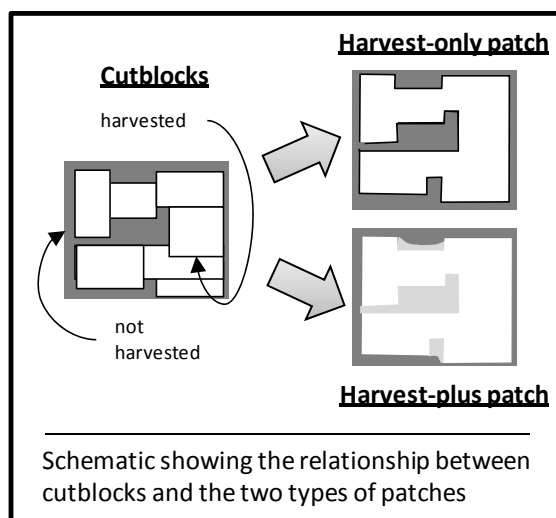 Harvest-only patch
Cutblocks
harvested
not
harvested
Harvest-plus patch
Schematic showing the relationship between
cutblocks and the two types of patches